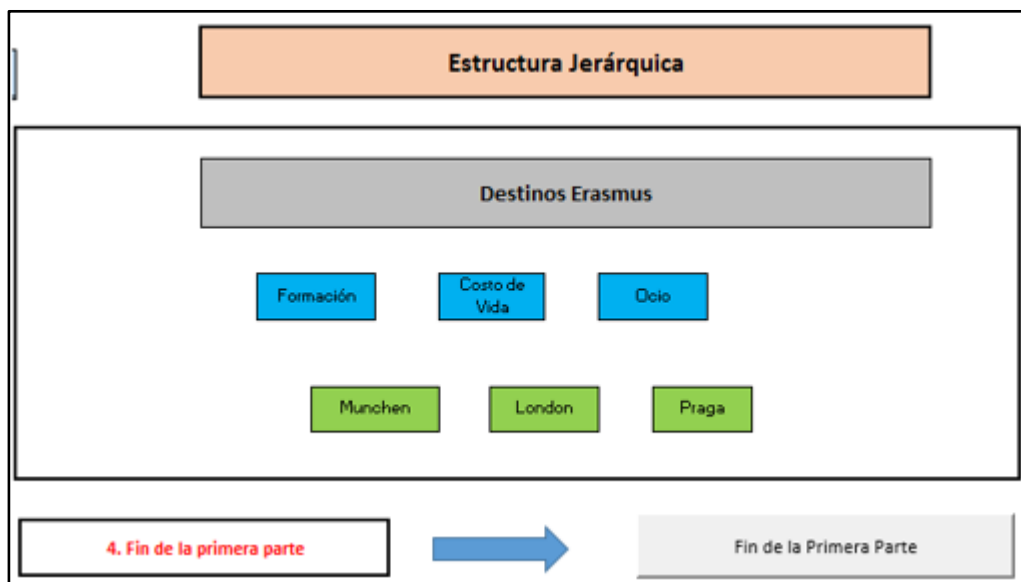 Estructura Jerárquica
Destinos Erasmus
Formación
Costo de
Vida
Ocio
Munchen
London
Praga
4. Fin de la primera parte
Fin de la Primera Parte